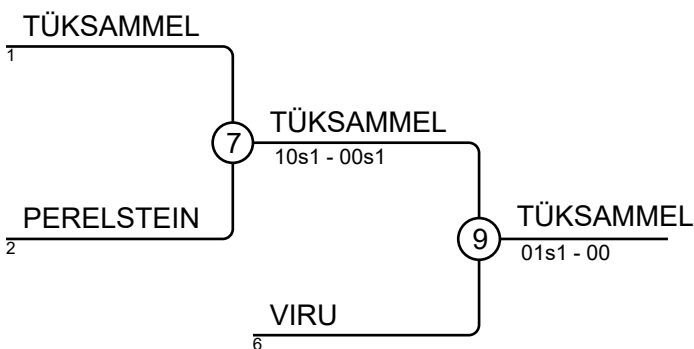 TÜKSAMMEL
1
7
TÜKSAMMEL
10s1 - 00s1
PERELSTEIN
2
9
TÜKSAMMEL
01s1 - 00
VIRU
6